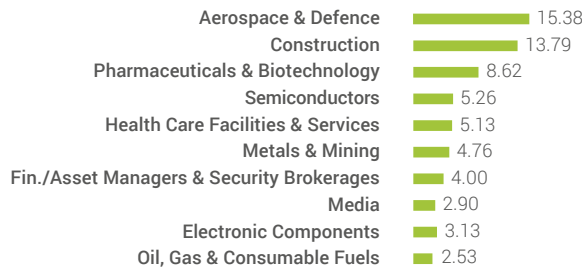 Aerospace & Defence 15.38
Construction 13.79
Pharmaceuticals & Biotechnology 8.62
Semiconductors 5.26
Health Care Facilities & Services 5.13
Metals & Mining 4.76
Fin./Asset Managers & Security Brokerages 4.00
Media 2.90
Electronic Components 3.13
Oil, Gas & Consumable Fuels 2.53